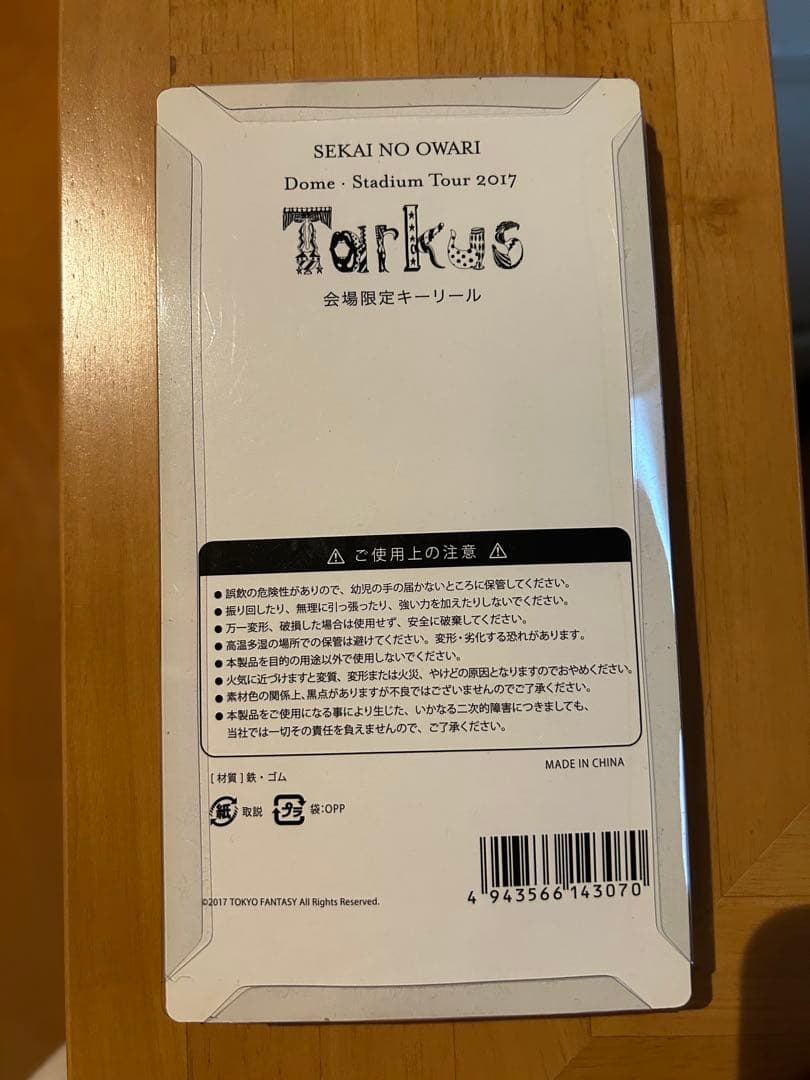 SEKAI NO OWARI
Dome · Stadium Tour 2017
Tarkus
会場限定キーリール
⚠ ご使用上の注意 ⚠
● 誤飲の危険性がありので、幼児の手の届かないところに保管してください。
● 振り回したり、無理に引っ張ったり、強い力を加えたりしないでください。
● 万一変形、破損した場合は使用せず、安全に破棄してください。
● 高温多湿の場所での保管は避けてください。変形・劣化する恐れがあります。
● 本製品を目的の用途以外で使用しないでください。
● 火気に近づけますと変質、変形または火災、やけどの原因となりますのでおやめください。
● 素材色の関係上、黒点がありますが不良ではございませんのでご了承ください。
● 本製品をご使用になる事により生じた、いかなる二次的障害につきましても、
当社では一切その責任を負えませんので、ご了承ください。
MADE IN CHINA
[材質] 鉄・ゴム
紙 取説 プラ 袋:OPP
4 943566 143070
©2017 TOKYO FANTASY All Rights Reserved.